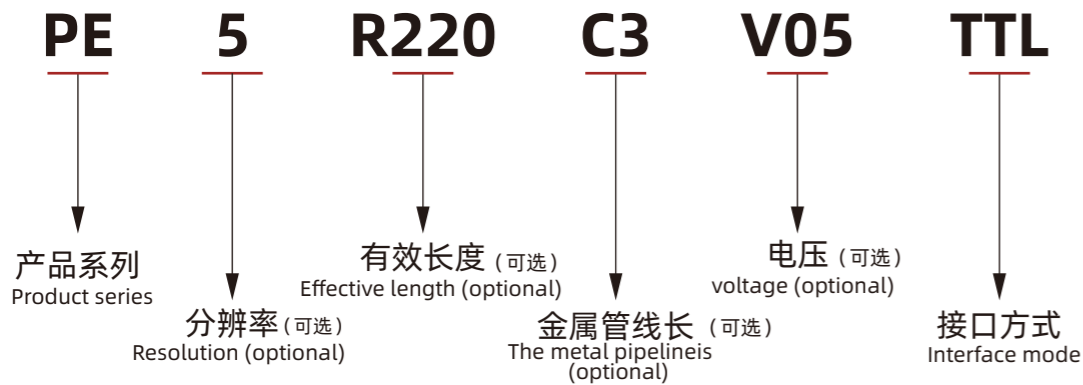 PE 5 R220 C3 V05 TTL
产品系列
Product series
分辨率(可选)
Resolution (optional)
有效长度 (可选)
Effective length (optional)
金属管线长 (可选)
The metal pipelineis
(optional)
电压 (可选)
voltage (optional)
接口方式
Interface mode